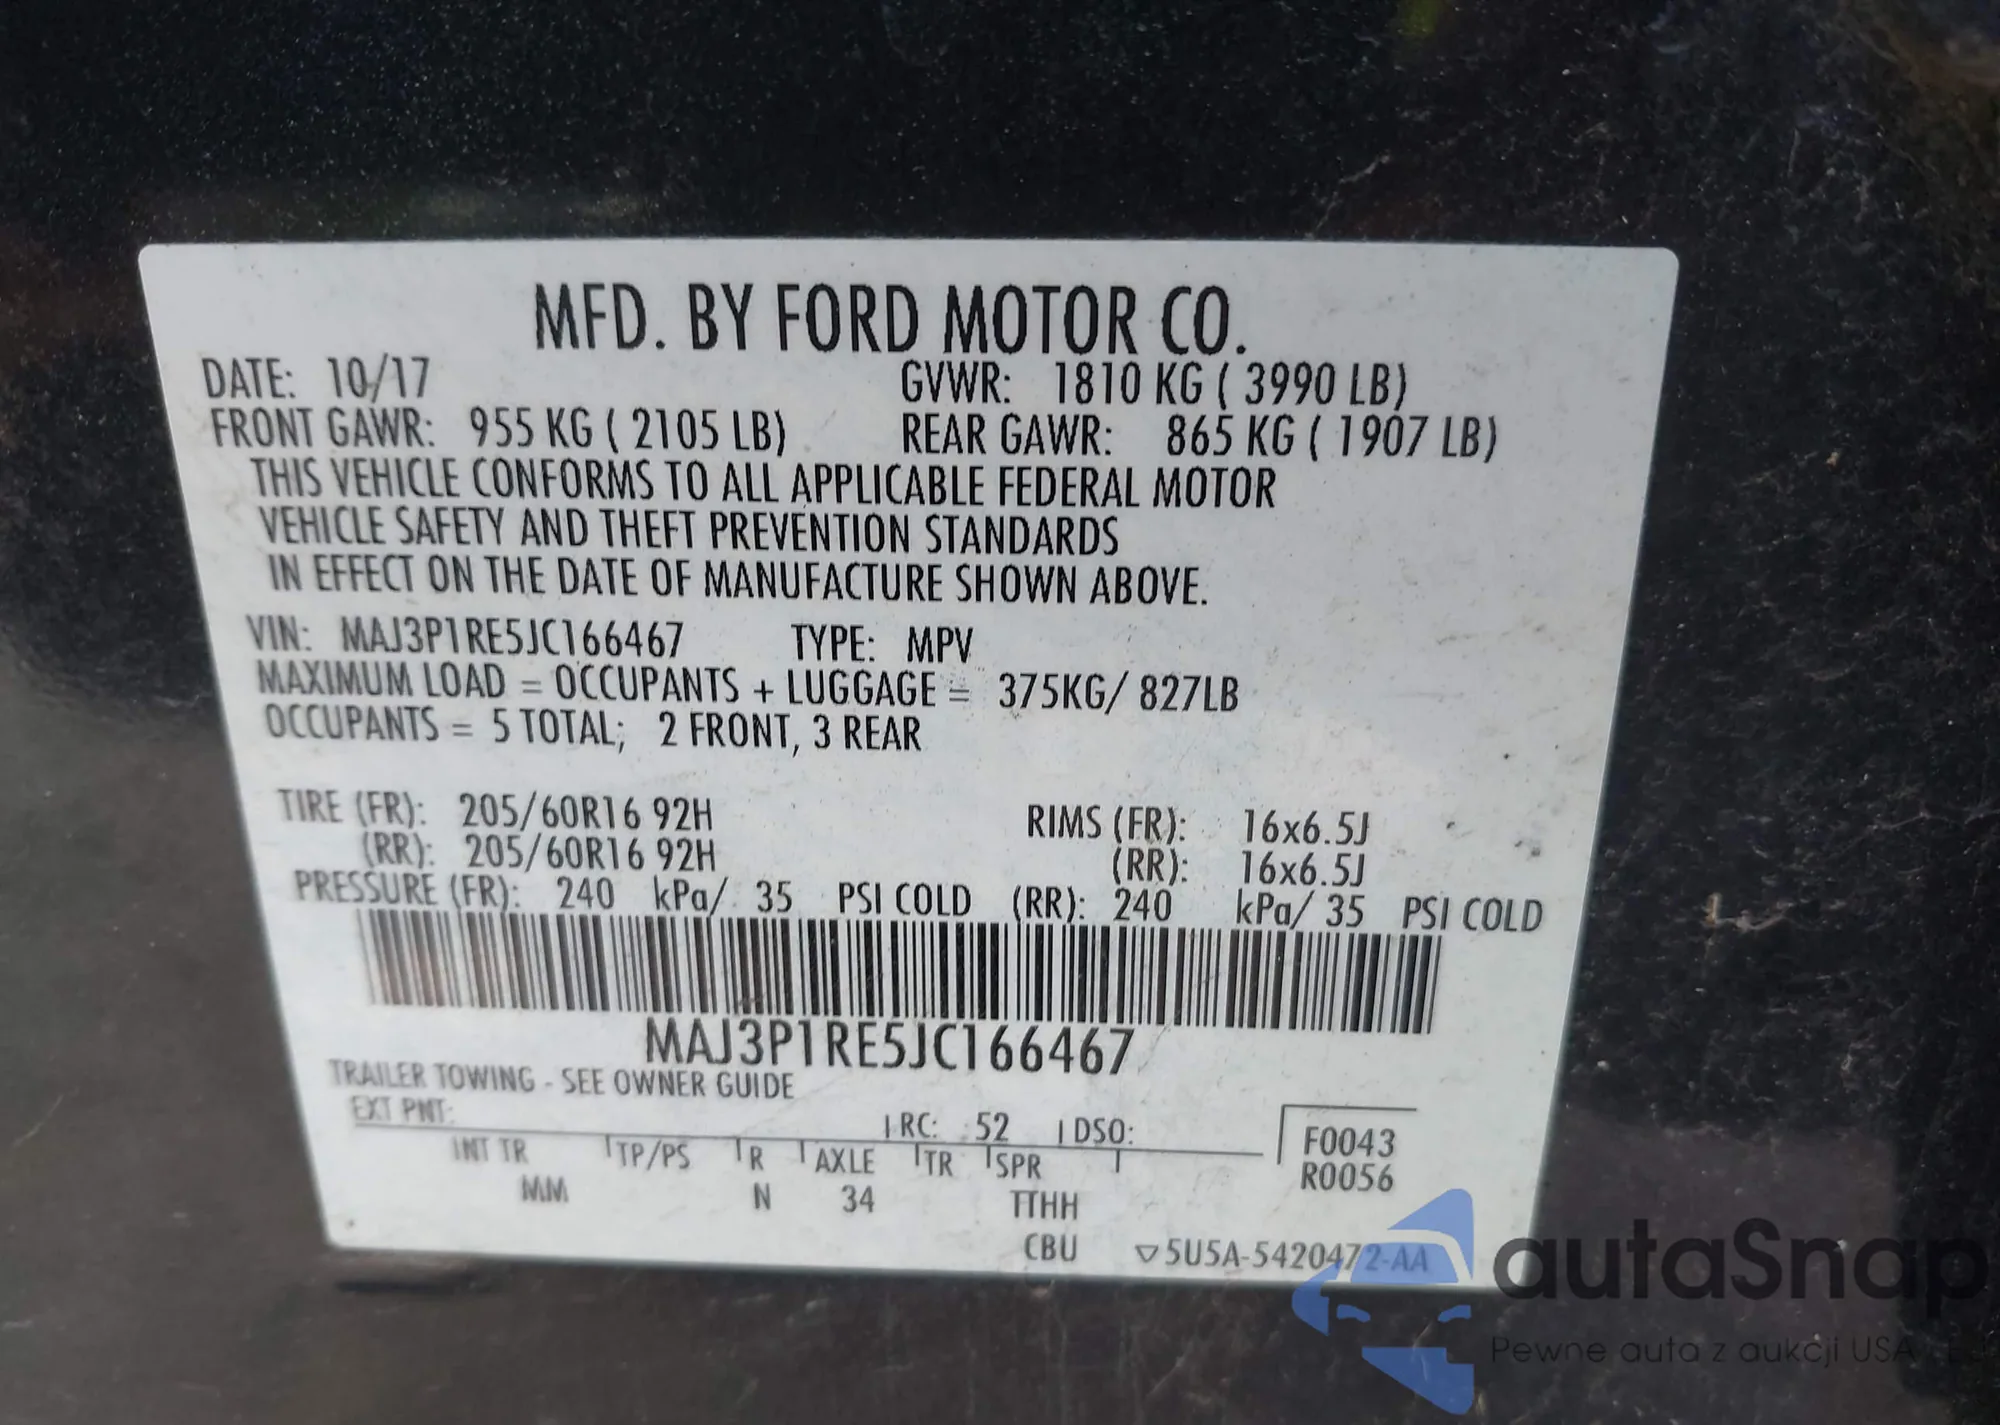 MFD. BY FORD MOTOR CO.
DATE: 10/17 GVWR: 1810 KG ( 3990 LB)
FRONT GAWR: 955 KG ( 2105 LB) REAR GAWR: 865 KG ( 1907 LB)
THIS VEHICLE CONFORMS TO ALL APPLICABLE FEDERAL MOTOR
VEHICLE SAFETY AND THEFT PREVENTION STANDARDS
IN EFFECT ON THE DATE OF MANUFACTURE SHOWN ABOVE.
VIN: MAJ3P1RE5JC166467 TYPE: MPV
MAXIMUM LOAD = OCCUPANTS + LUGGAGE = 375KG/ 827LB
OCCUPANTS = 5 TOTAL; 2 FRONT, 3 REAR
TIRE (FR): 205/60R16 92H RIMS (FR): 16x6.5J
(RR): 205/60R16 92H (RR): 16x6.5J
PRESSURE (FR): 240 kPa/ 35 PSI COLD (RR): 240 kPa/ 35 PSI COLD
MAJ3P1RE5JC166467
TRAILER TOWING - SEE OWNER GUIDE
EXT PNT: RC: 52 DSO: F0043
INT TR TP/PS R AXLE TR SPR R0056
MM N 34 TTHH
CBU 5U5A-5420472-AA
autaSnap
Pewne auta z aukcji USA